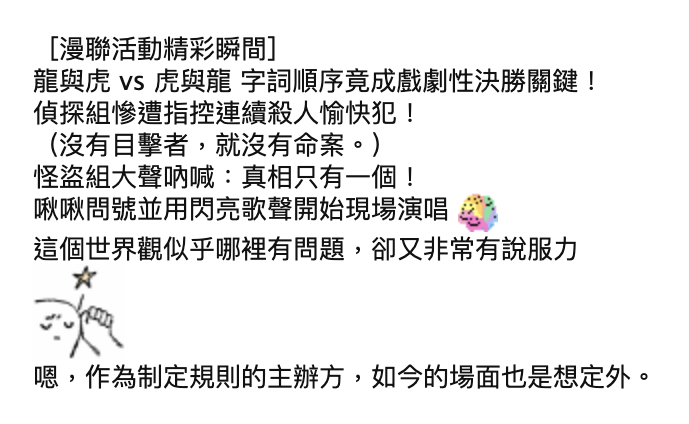 ［漫聯活動精彩瞬間］
龍與虎 vs 虎與龍 字詞順序竟成戲劇性決勝關鍵！
偵探組慘遭指控連續殺人愉快犯！
（沒有目擊者，就沒有命案。）
怪盜組大聲吶喊：真相只有一個！
啾啾問號並用閃亮歌聲開始現場演唱
這個世界觀似乎哪裡有問題，卻又非常有說服力
嗯，作為制定規則的主辦方，如今的場面也是想定外。